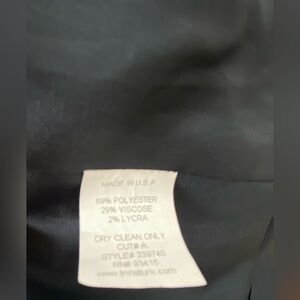 MADE IN U.S.A
69% POLYESTER
29% VISCOSE
2% LYCRA
DRY CLEAN ONLY
CUT# A
STYLE# 239740
RN# 93415
www.trinaturk.com